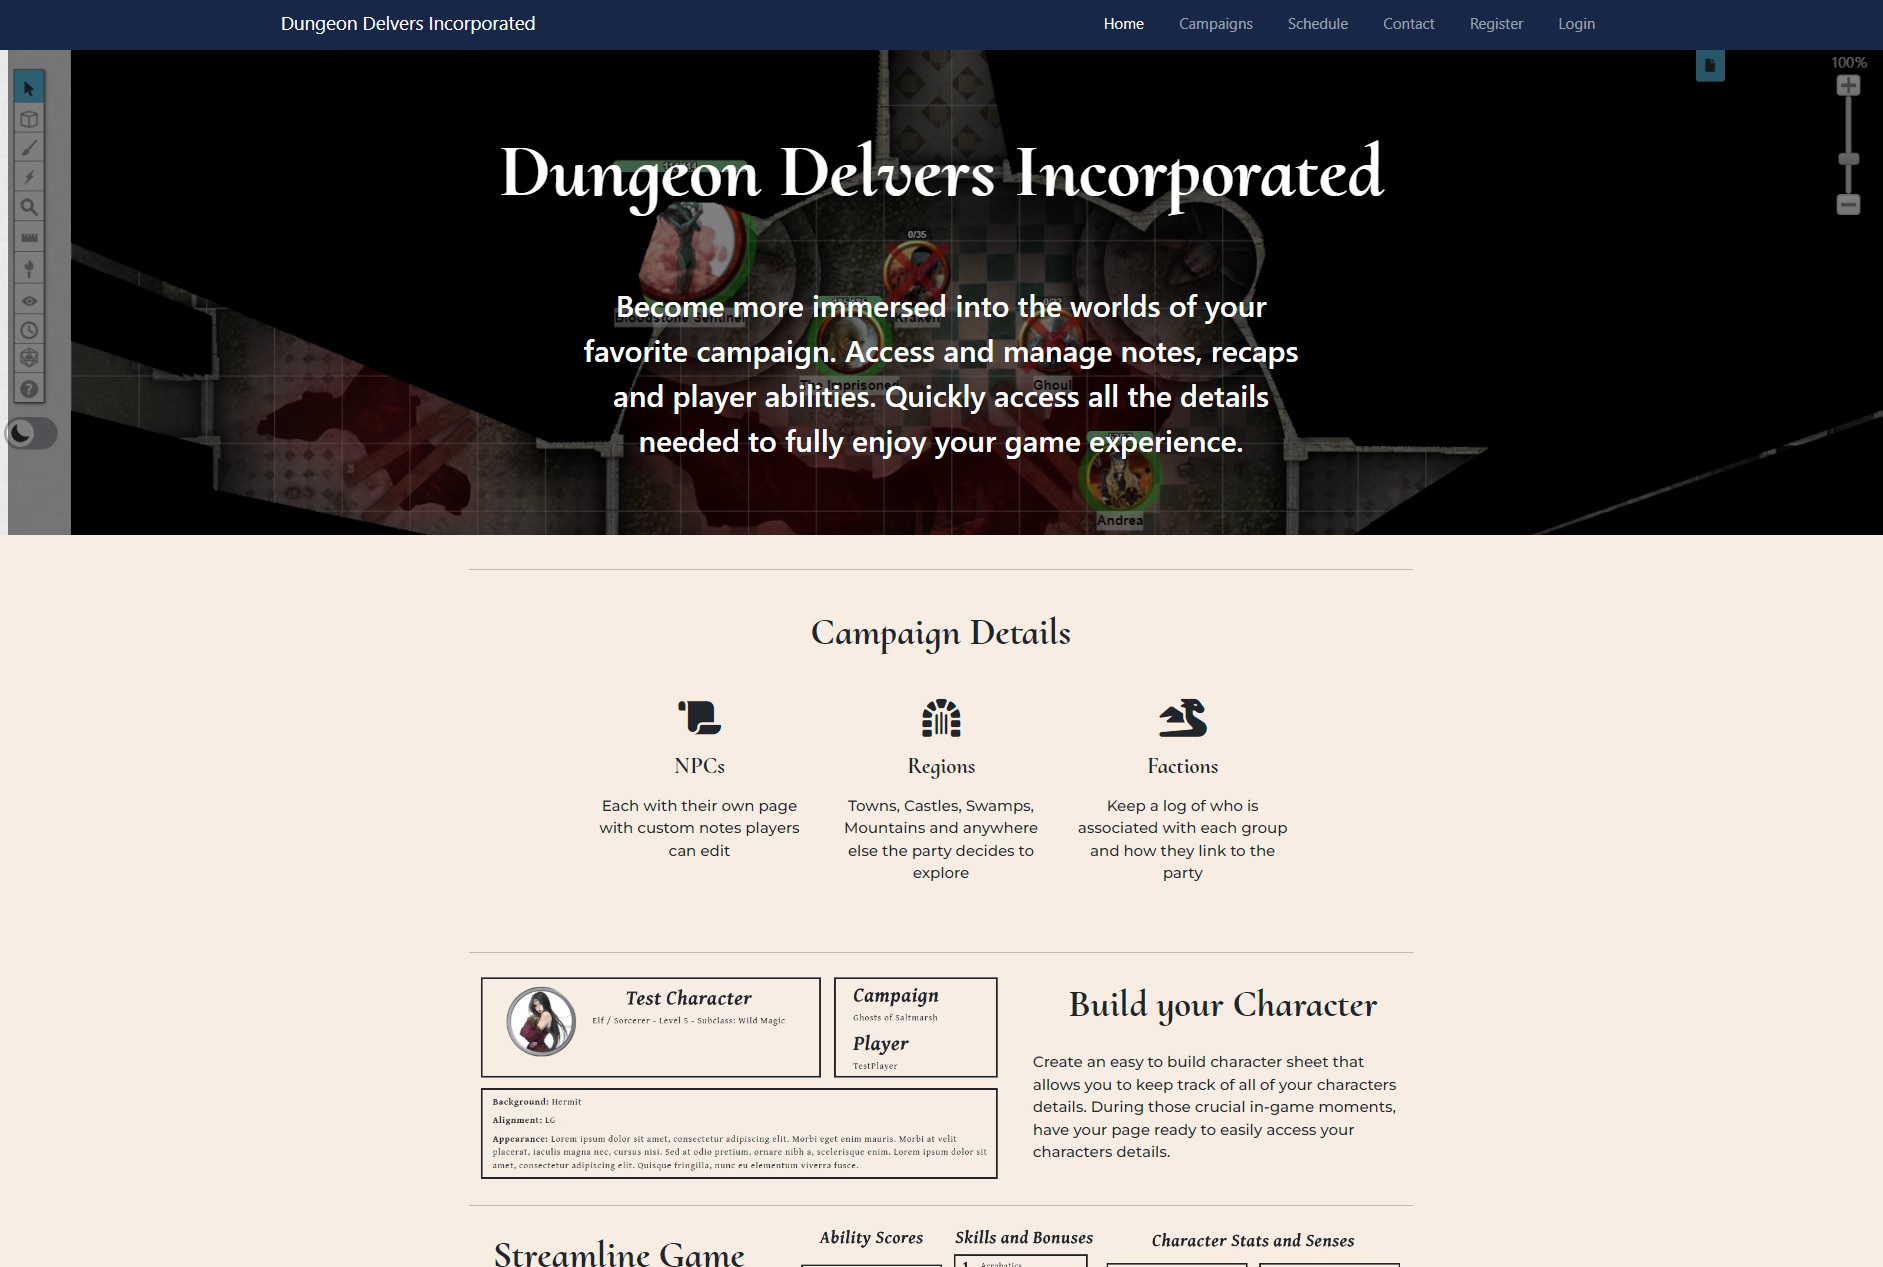 Dungeon Delvers Incorporated
Home
Campaigns
Schedule
Contact
Register
Login
100%
Dungeon Delvers Incorporated
0/35
Become more immersed into the worlds of your
Bloodstone Sentinel
Kraken
favorite campaign. Access and manage notes, recaps
The Imprisoned
Ghoul
and player abilities. Quickly access all the details
needed to fully enjoy your game experience.
Andrea
Campaign Details
NPCs
Each with their own page
with custom notes players
can edit
Regions
Towns, Castles, Swamps,
Mountains and anywhere
else the party decides to
explore
Factions
Keep a log of who is
associated with each group
and how they link to the
party
Test Character
Elf / Sorcerer - Level 5 - Subclass: Wild Magic
Campaign
Ghosts of Saltmarsh
Player
TestPlayer
Background: Hermit
Alignment: LG
Appearance: Lorem ipsum dolor sit amet, consectetur adipiscing elit. Morbi eget enim mauris. Morbi at velit
placerat, iaculis magna nec, cursus nisi. Sed at odio pretium, ornare nibh a, scelerisque enim. Lorem ipsum dolor sit
amet, consectetur adipiscing elit. Quisque fringilla, nunc eu elementum viverra fusce.
Build your Character
Create an easy to build character sheet that
allows you to keep track of all of your characters
details. During those crucial in-game moments,
have your page ready to easily access your
characters details.
Streamline Game
Ability Scores
Skills and Bonuses
1 Acrobatics
Character Stats and Senses